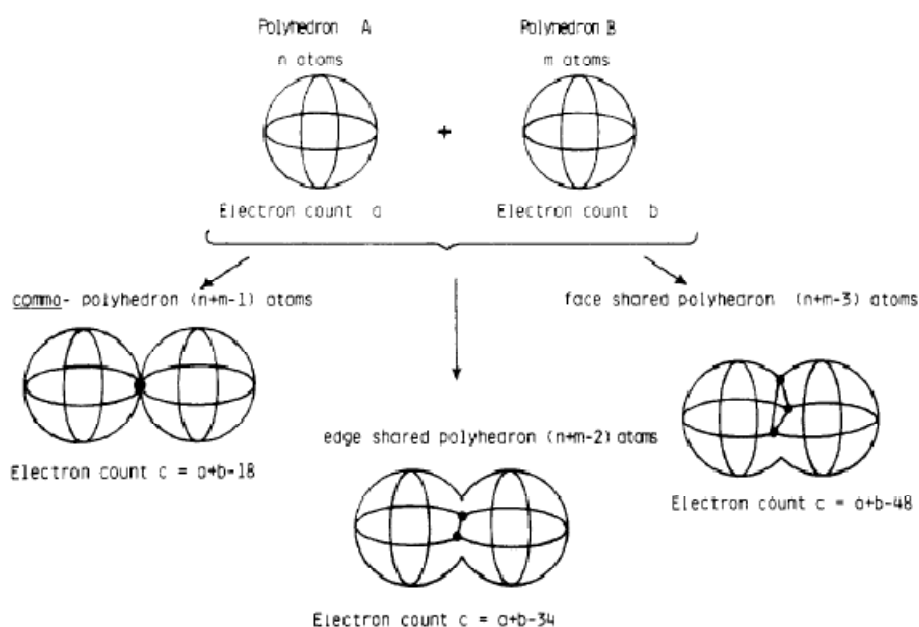 Polyhedron A
Polyhedron B
n atoms
m atoms
+
Electron count a
Electron count b
commo- polyhedron (n+m-1) atoms
face shared polyhedron (n+m-3) atoms
edge shared polyhedron (n+m-2) atoms
Electron count c = a+b-18
Electron count c = a+b-48
Electron count c = a+b-34